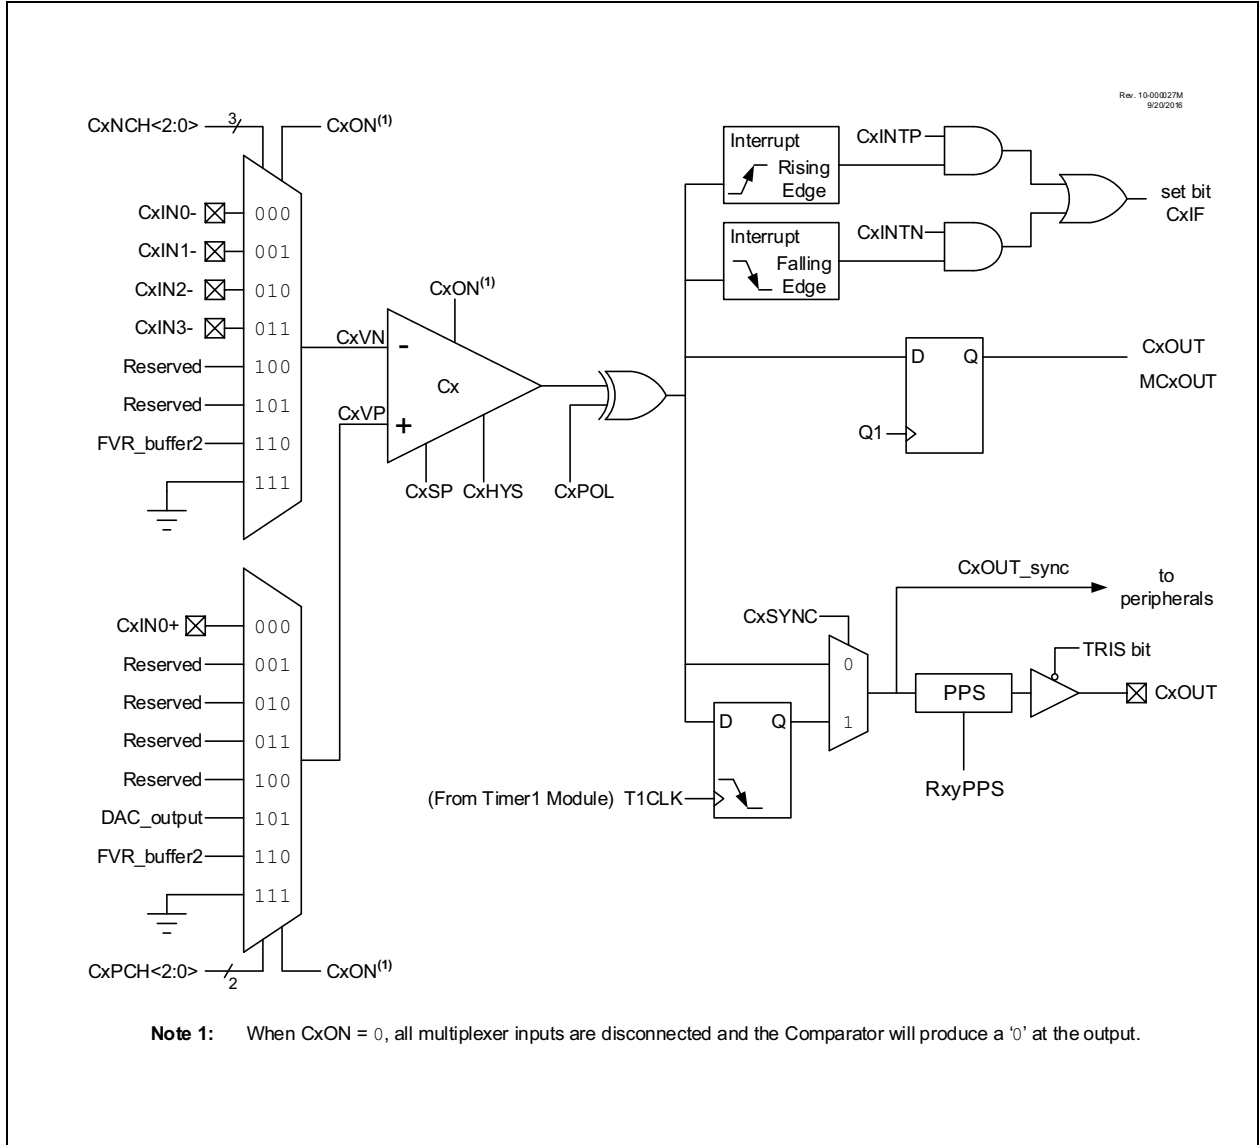 Rev. 10-000027M
9/20/2016
CxNCH<2:0>
3
CxON(1)
CxIN0-
000
CxIN1-
001
CxIN2-
010
CxIN3-
011
Reserved
100
Reserved
101
FVR_buffer2
110
111
CxVN
CxVP
CxON(1)
-
Cx
+
CxSP
CxHYS
CxPOL
Interrupt
Rising
Edge
CxINTP
Interrupt
Falling
Edge
CxINTN
set bit
CxIF
D
Q
Q1
CxOUT
MCxOUT
CxIN0+
000
Reserved
001
Reserved
010
Reserved
011
Reserved
100
DAC_output
101
FVR_buffer2
110
111
CxPCH<2:0>
2
CxON(1)
CxOUT_sync
to
peripherals
CxSYNC
0
1
D
Q
(From Timer1 Module) T1CLK
PPS
RxyPPS
TRIS bit
CxOUT
Note 1: When CxON = 0, all multiplexer inputs are disconnected and the Comparator will produce a ‘0’ at the output.